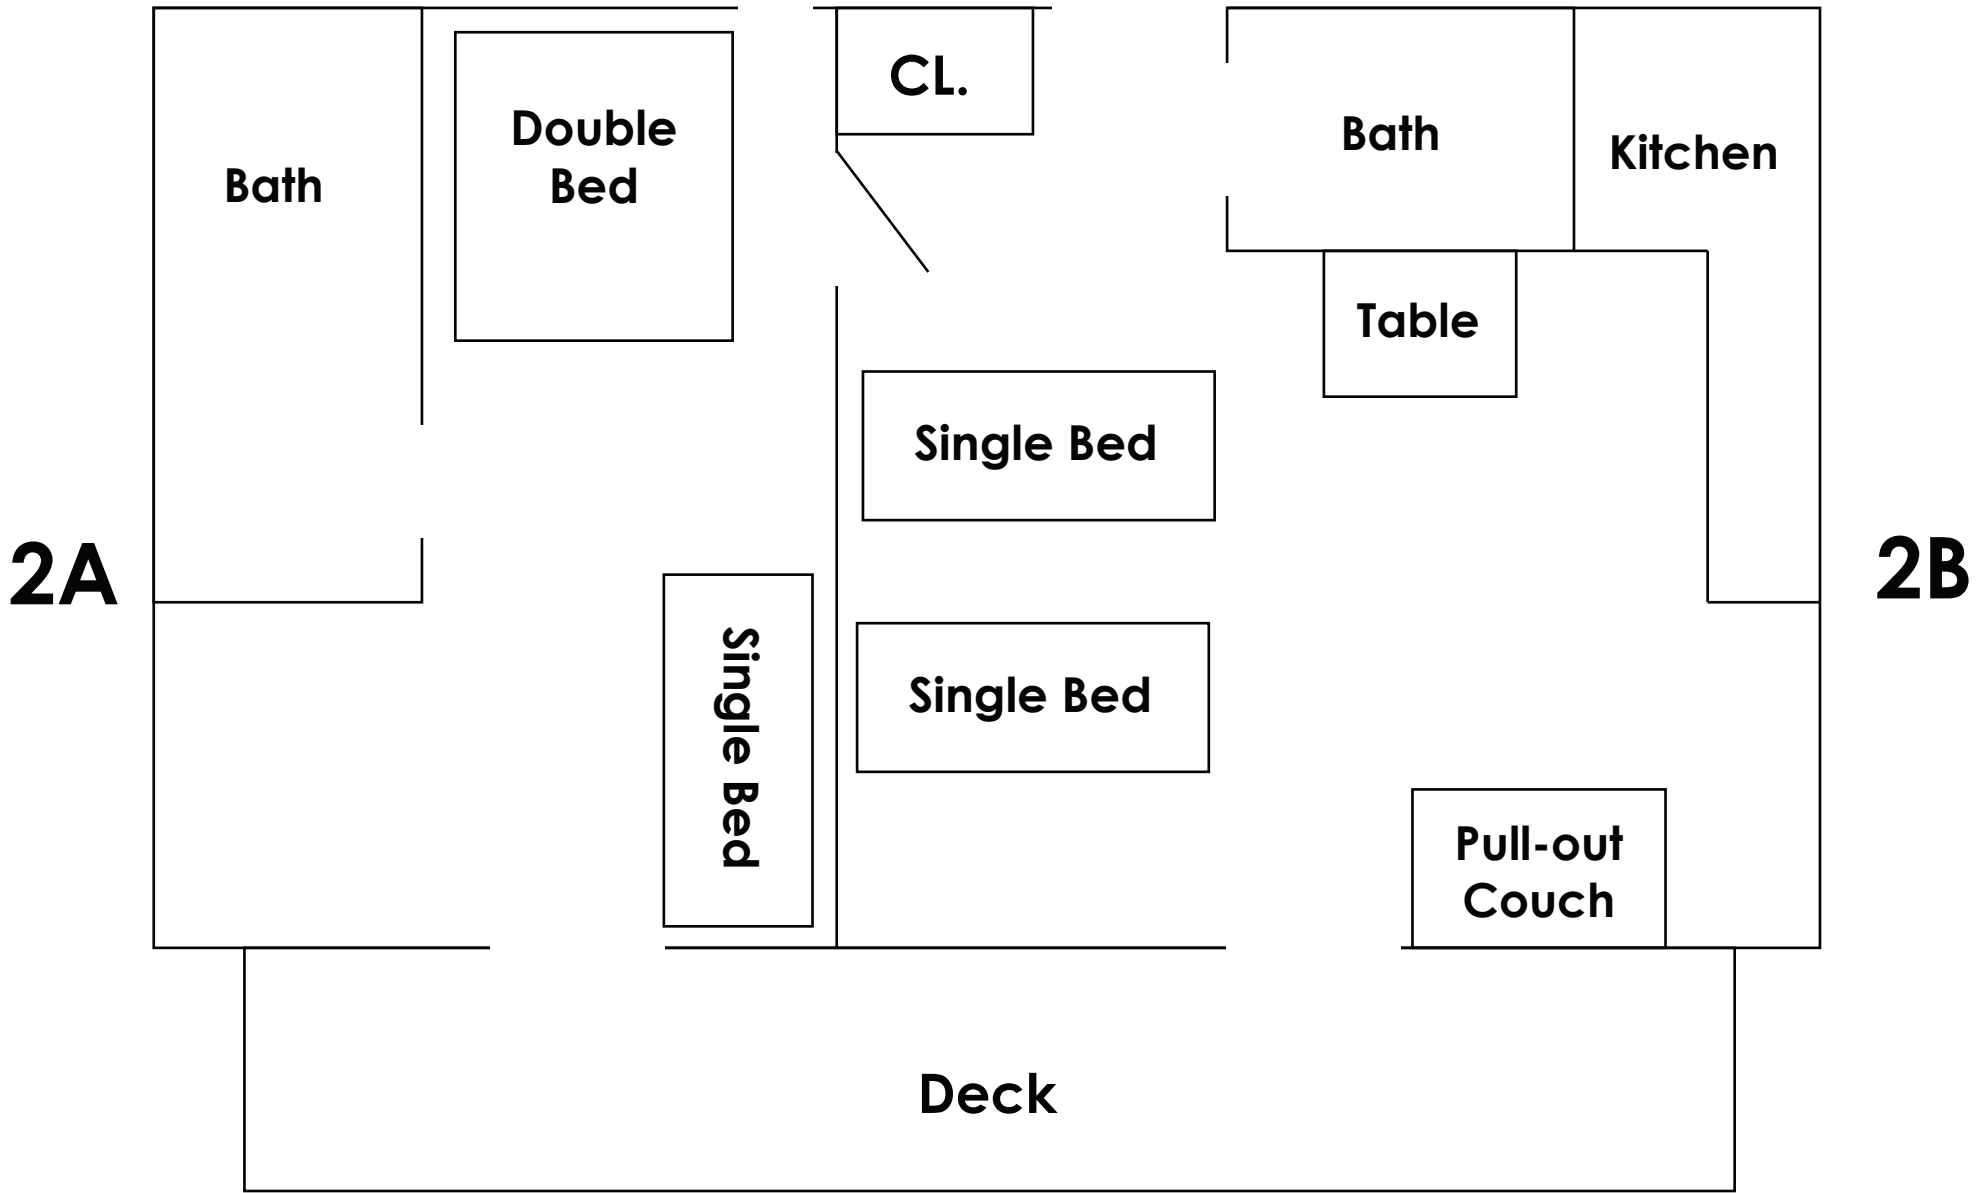 CL.
Double
Bed
Bath
Bath
Kitchen
Table
Single Bed
2A
2B
Single Bed
Single Bed
Pull-out
Couch
Deck